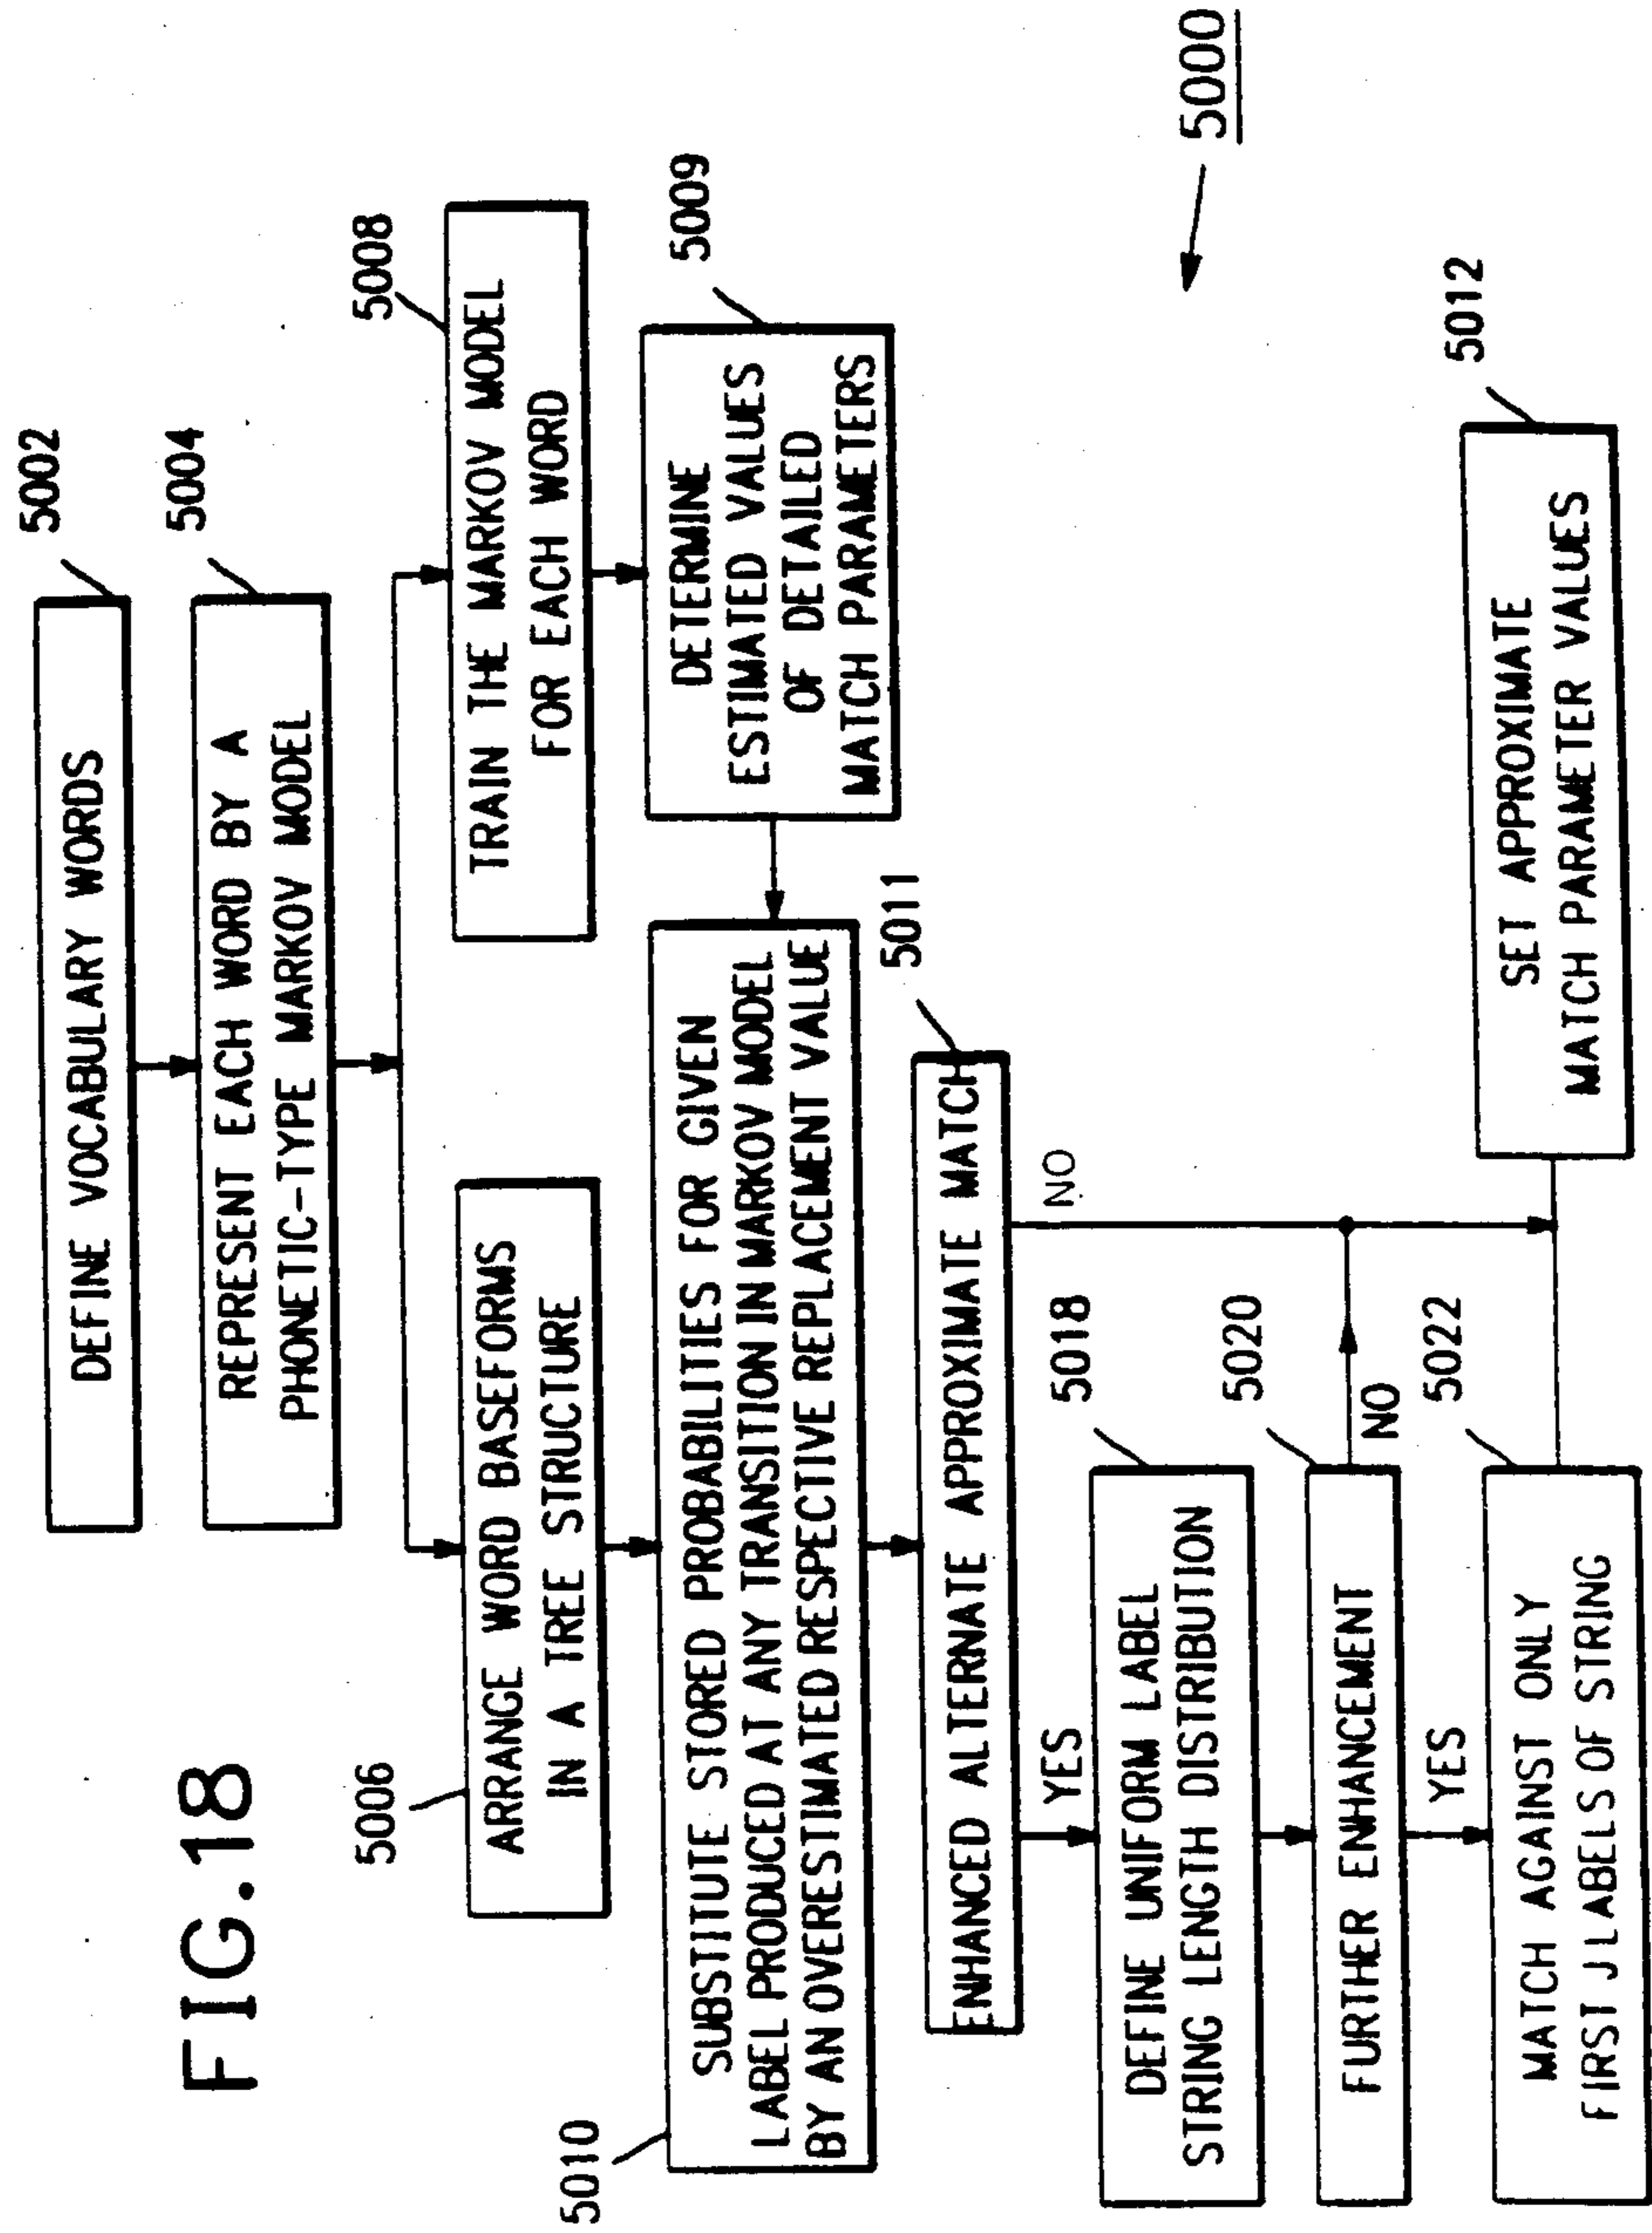 FIG.18
5002
DEFINE VOCABULARY WORDS
5004
REPRESENT EACH WORD BY A
PHONETIC-TYPE MARKOV MODEL
5006
ARRANGE WORD BASEFORMS
IN A TREE STRUCTURE
5008
TRAIN THE MARKOV MODEL
FOR EACH WORD
5009
DETERMINE
ESTIMATED VALUES
OF DETAILED
MATCH PARAMETERS
5010
SUBSTITUTE STORED PROBABILITIES FOR GIVEN
LABEL PRODUCED AT ANY TRANSITION IN MARKOV MODEL
BY AN OVERESTIMATED RESPECTIVE REPLACEMENT VALUE
5011
ENHANCED ALTERNATE APPROXIMATE MATCH
YES
NO
5018
DEFINE UNIFORM LABEL
STRING LENGTH DISTRIBUTION
5020
FURTHER ENHANCEMENT
NO
YES
5022
MATCH AGAINST ONLY
FIRST J LABELS OF STRING
5012
SET APPROXIMATE
MATCH PARAMETER VALUES
5000